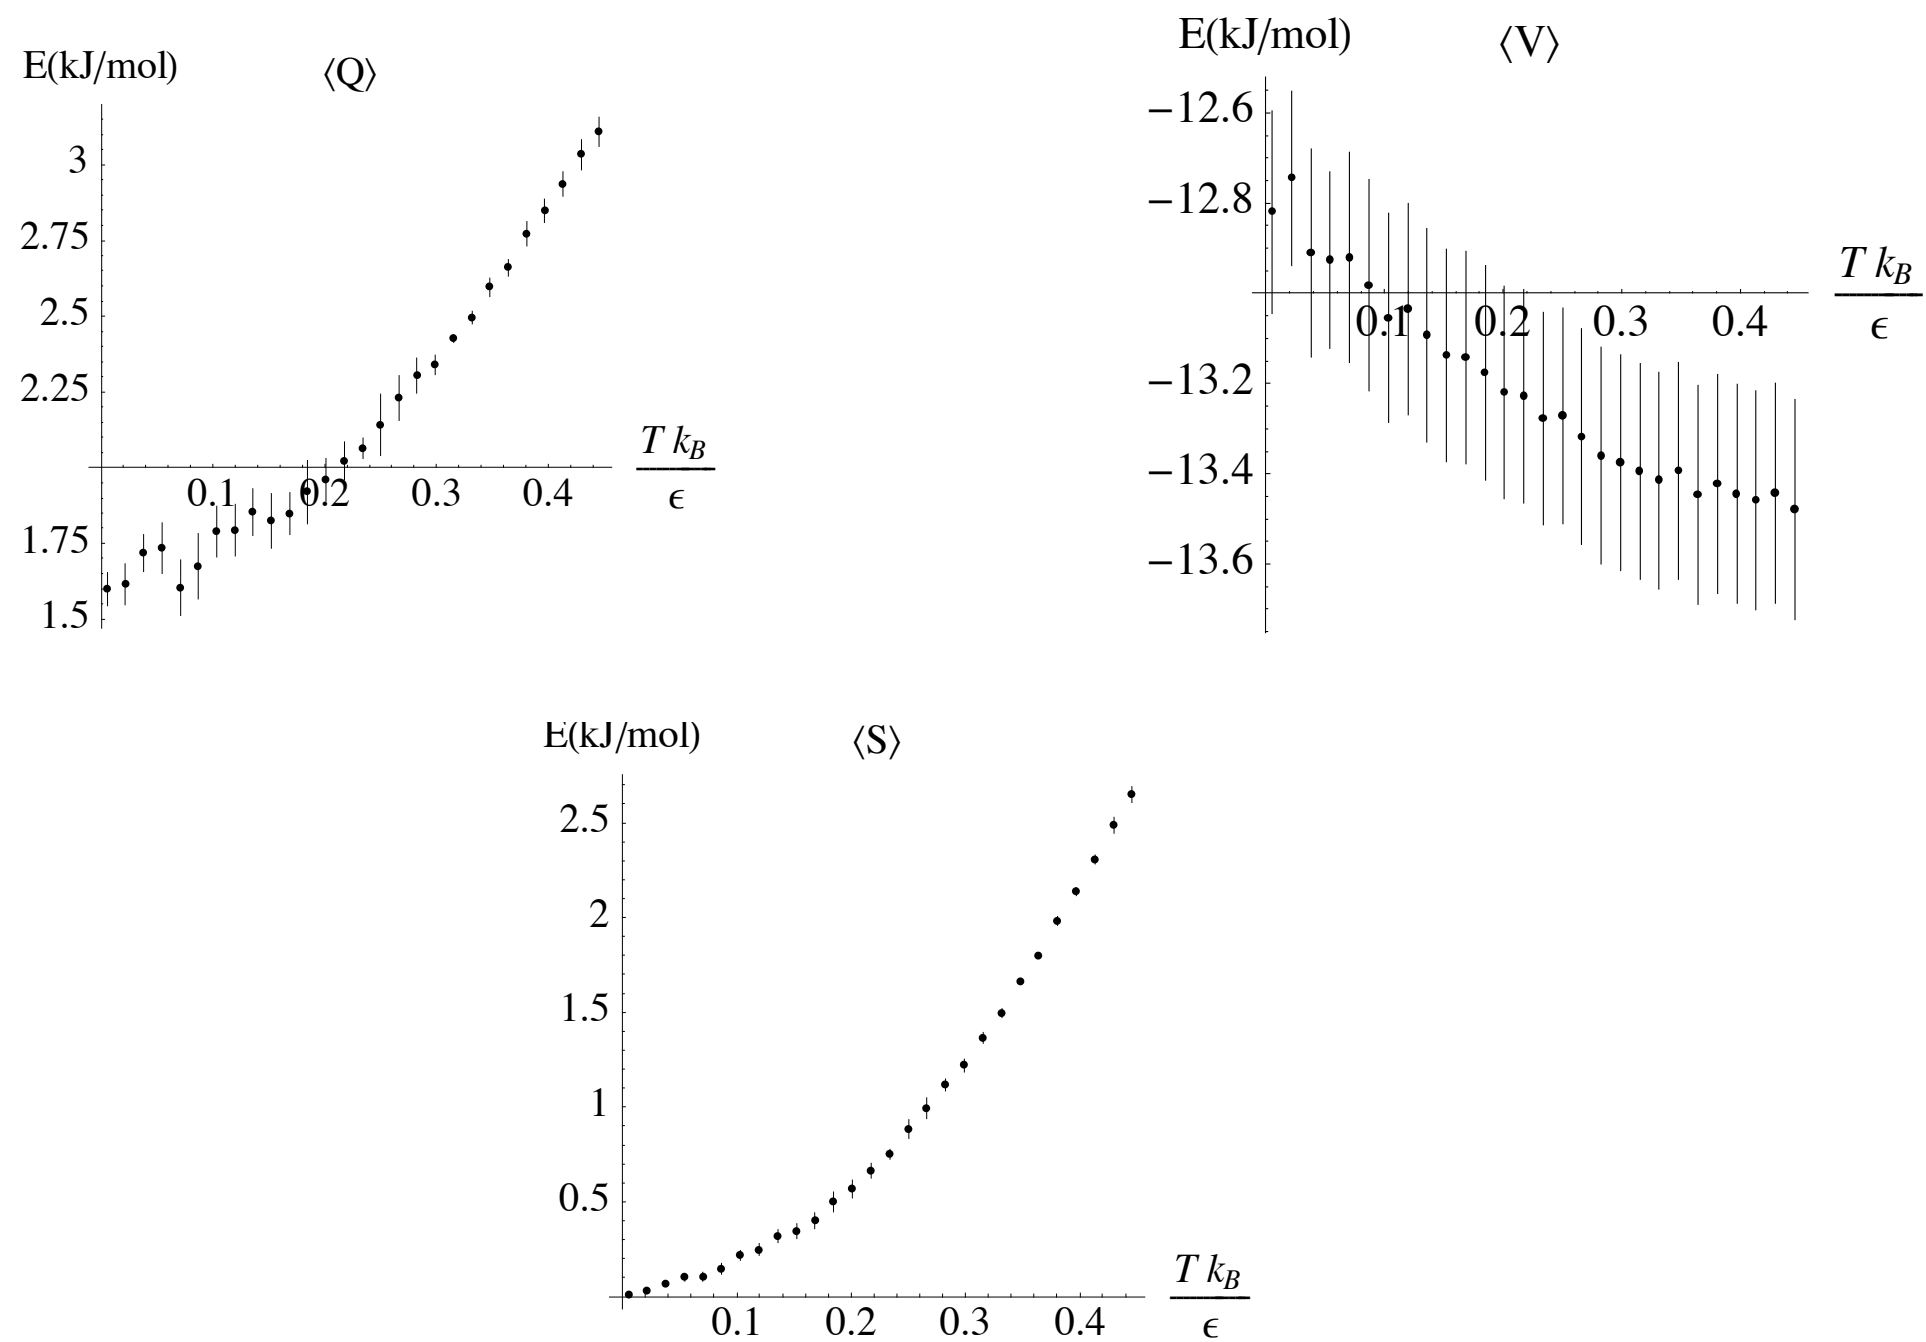 E(kJ/mol) ⟨Q⟩
3
2.75
2.5
2.25
1.75
1.5
0.1 0.2 0.3 0.4
T k_B
ϵ
E(kJ/mol) ⟨V⟩
−12.6
−12.8
−13.2
−13.4
−13.6
0.1 0.2 0.3 0.4
T k_B
ϵ
E(kJ/mol) ⟨S⟩
2.5
2
1.5
1
0.5
0.1 0.2 0.3 0.4
T k_B
ϵ